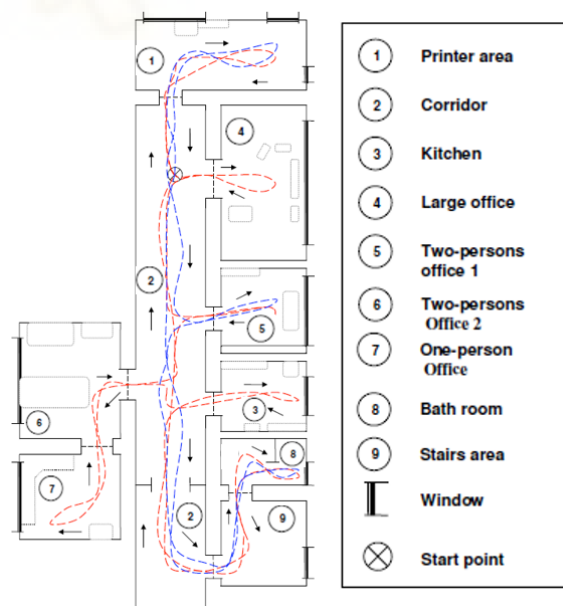 1
4
2
5
3
6
7
8
2
9
1 Printer area
2 Corridor
3 Kitchen
4 Large office
5 Two-persons
office 1
6 Two-persons
Office 2
7 One-person
Office
8 Bath room
9 Stairs area
Window
Start point